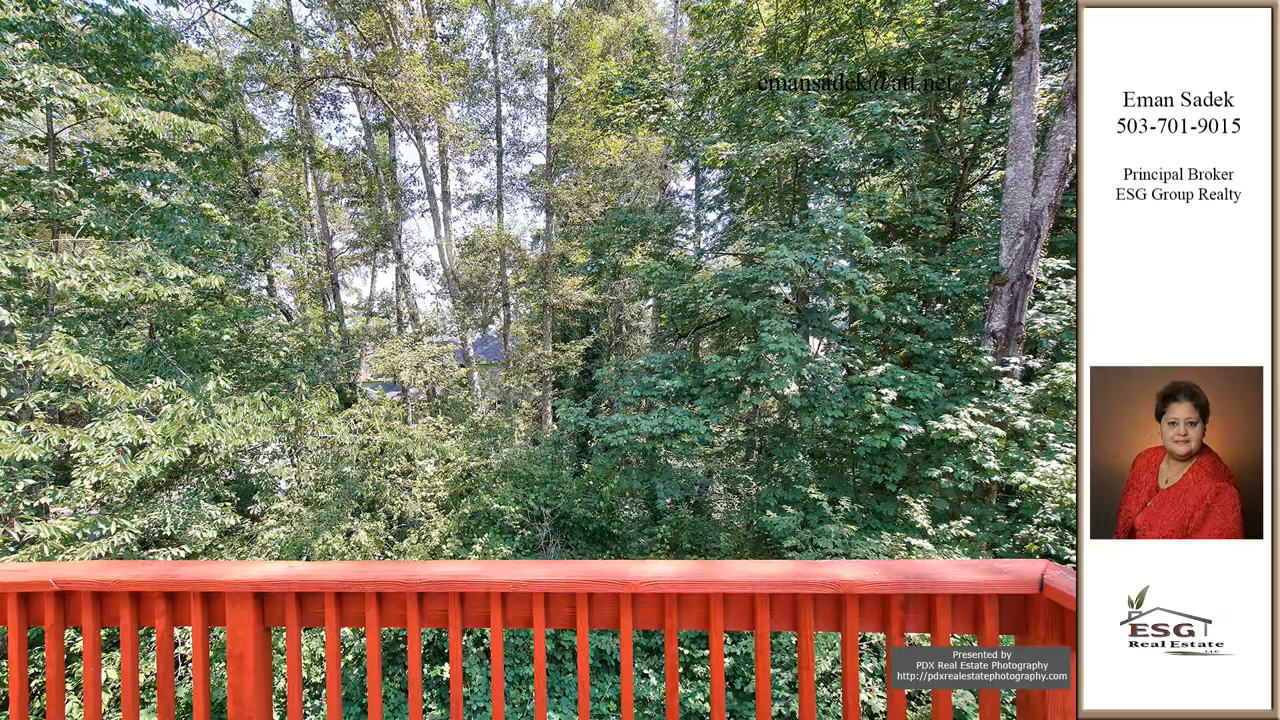 emansadek@att.net
Eman Sadek
503-701-9015
Principal Broker
ESG Group Realty
ESG
Real Estate
LLC
Presented by
PDX Real Estate Photography
http://pdxrealestatephotography.com